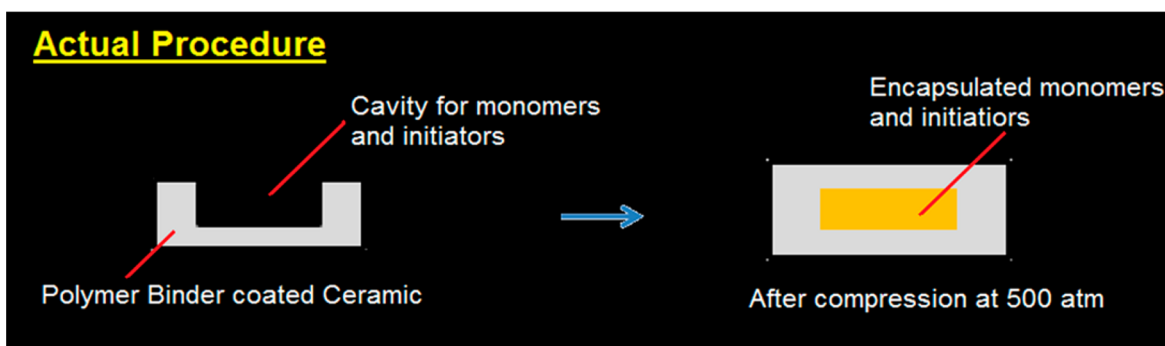 Actual Procedure
Cavity for monomers
and initiators
Polymer Binder coated Ceramic
Encapsulated monomers
and initiatiors
After compression at 500 atm